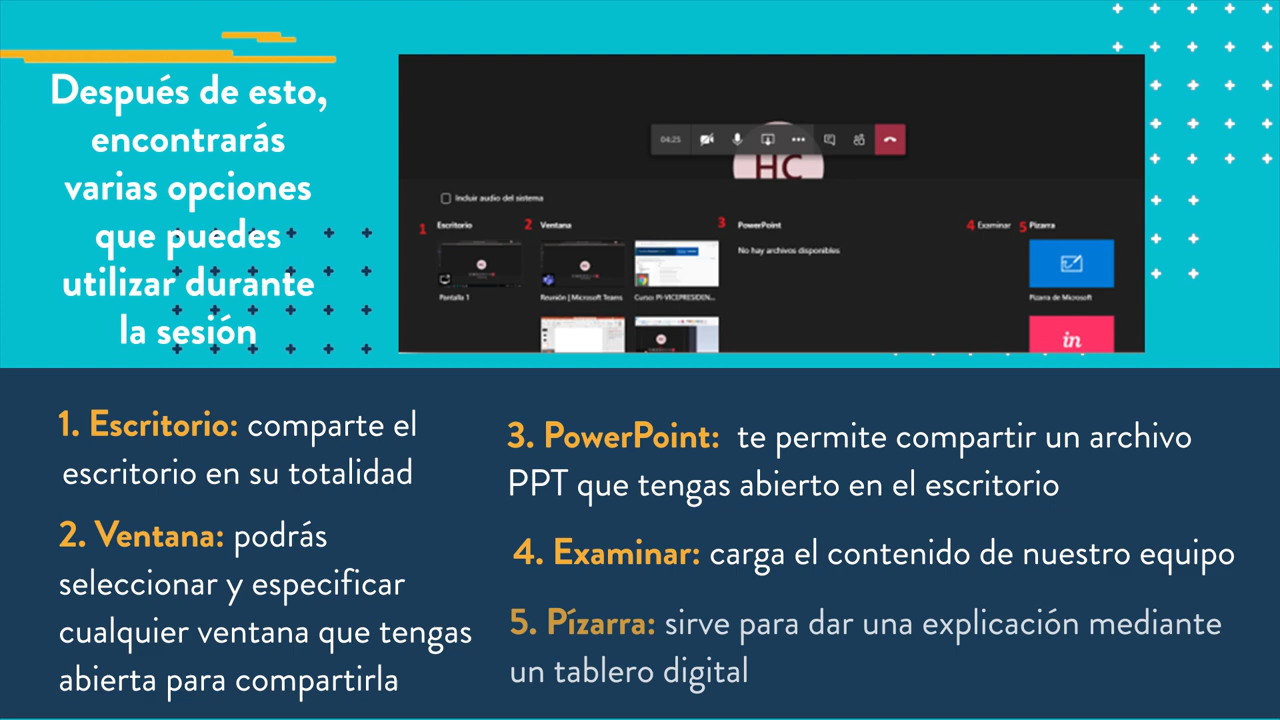 Después de esto,
encontrarás
varias opciones
que puedes
utilizar durante
la sesión
04:25
HC
Incluir audio del sistema
1 Escritorio
2 Ventana
3 PowerPoint
4 Examinar
5 Pizarra
No hay archivos disponibles
Pantalla 1
Reunión | Microsoft Teams
Curso: PI-VICEPRESIDEN...
Pizarra de Microsoft
in
1. Escritorio: comparte el
escritorio en su totalidad
2. Ventana: podrás
seleccionar y especificar
cualquier ventana que tengas
abierta para compartirla
3. PowerPoint: te permite compartir un archivo
PPT que tengas abierto en el escritorio
4. Examinar: carga el contenido de nuestro equipo
5. Pízarra: sirve para dar una explicación mediante
un tablero digital